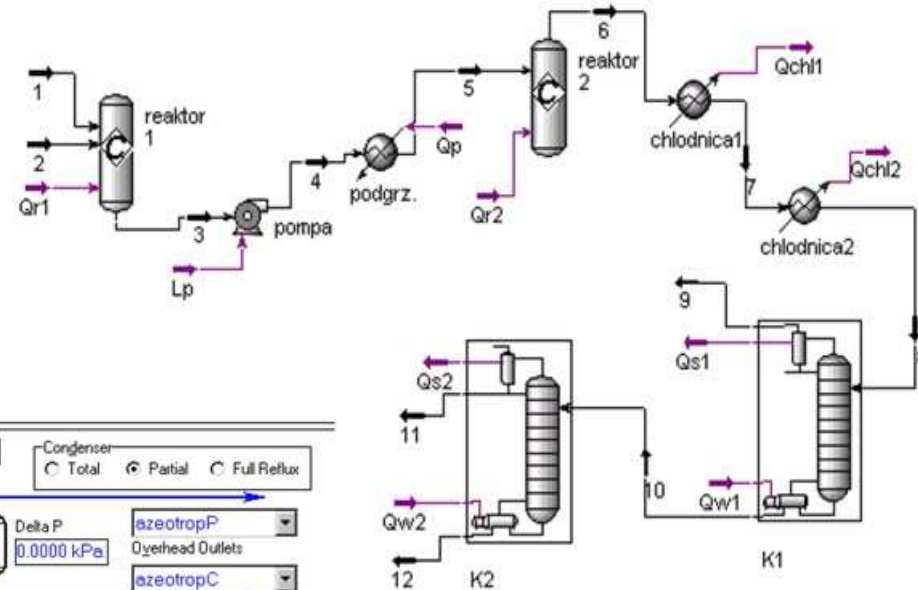 1
2
Qr1
reaktor
1
3
Lp
pompa
4
podgrz.
Qp
5
reaktor
2
Qr2
6
chlodnica1
Qchl1
7
chlodnica2
Qchl2
9
Qs1
Qw1
K1
10
Qs2
11
Qw2
12
K2
Condenser
Total
Partial
Full Reflux
Delta P
0.0000 kPa
azeotropP
Overhead Outlets
azeotropC